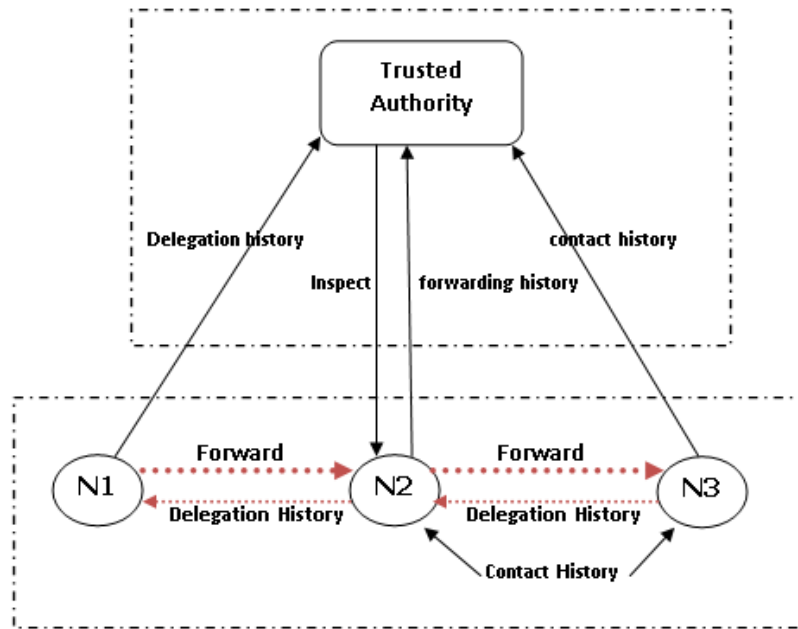 Trusted
Authority
Delegation history
contact history
Inspect
forwarding history
Forward
Forward
N1
N2
N3
Delegation History
Delegation History
Contact History